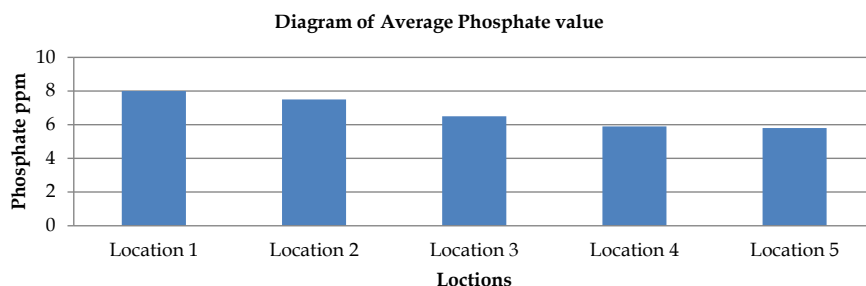 Diagram of Average Phosphate value
Phosphate ppm
10
8
6
4
2
0
Location 1 Location 2 Location 3 Location 4 Location 5
Loctions